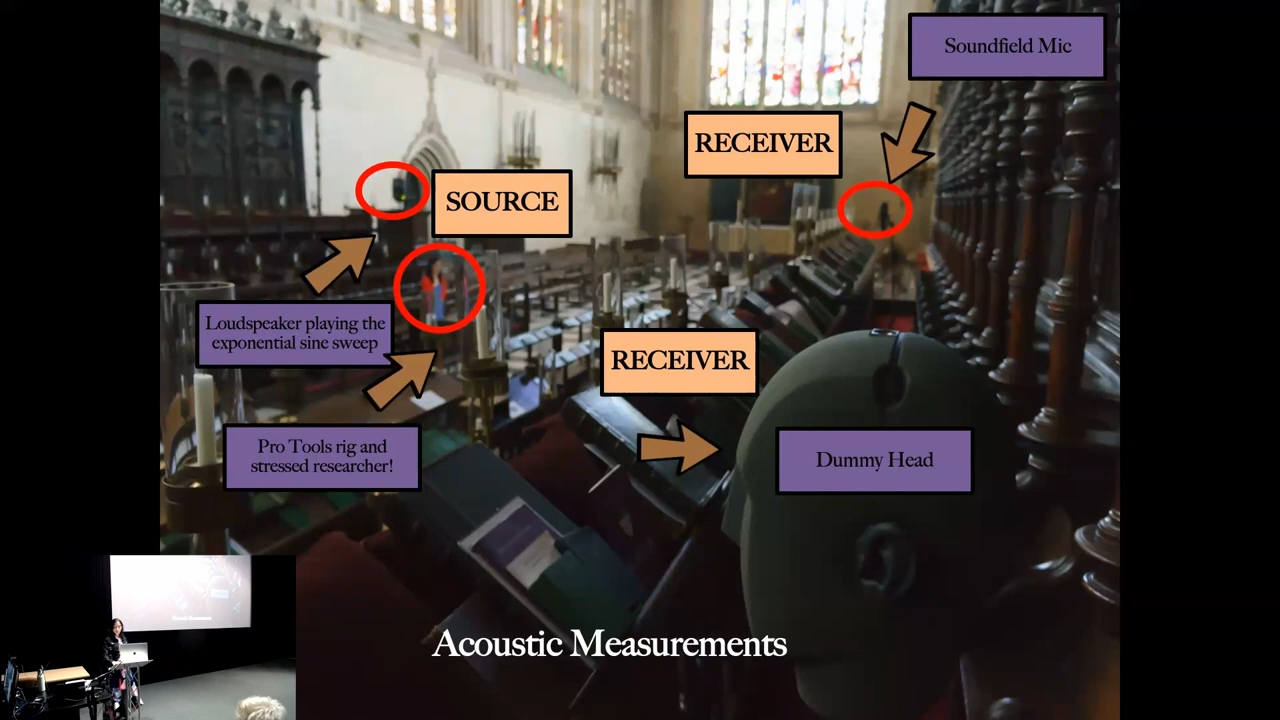 Soundfield Mic
RECEIVER
SOURCE
Loudspeaker playing the
exponential sine sweep
RECEIVER
Pro Tools rig and
stressed researcher!
Dummy Head
Acoustic Measurements